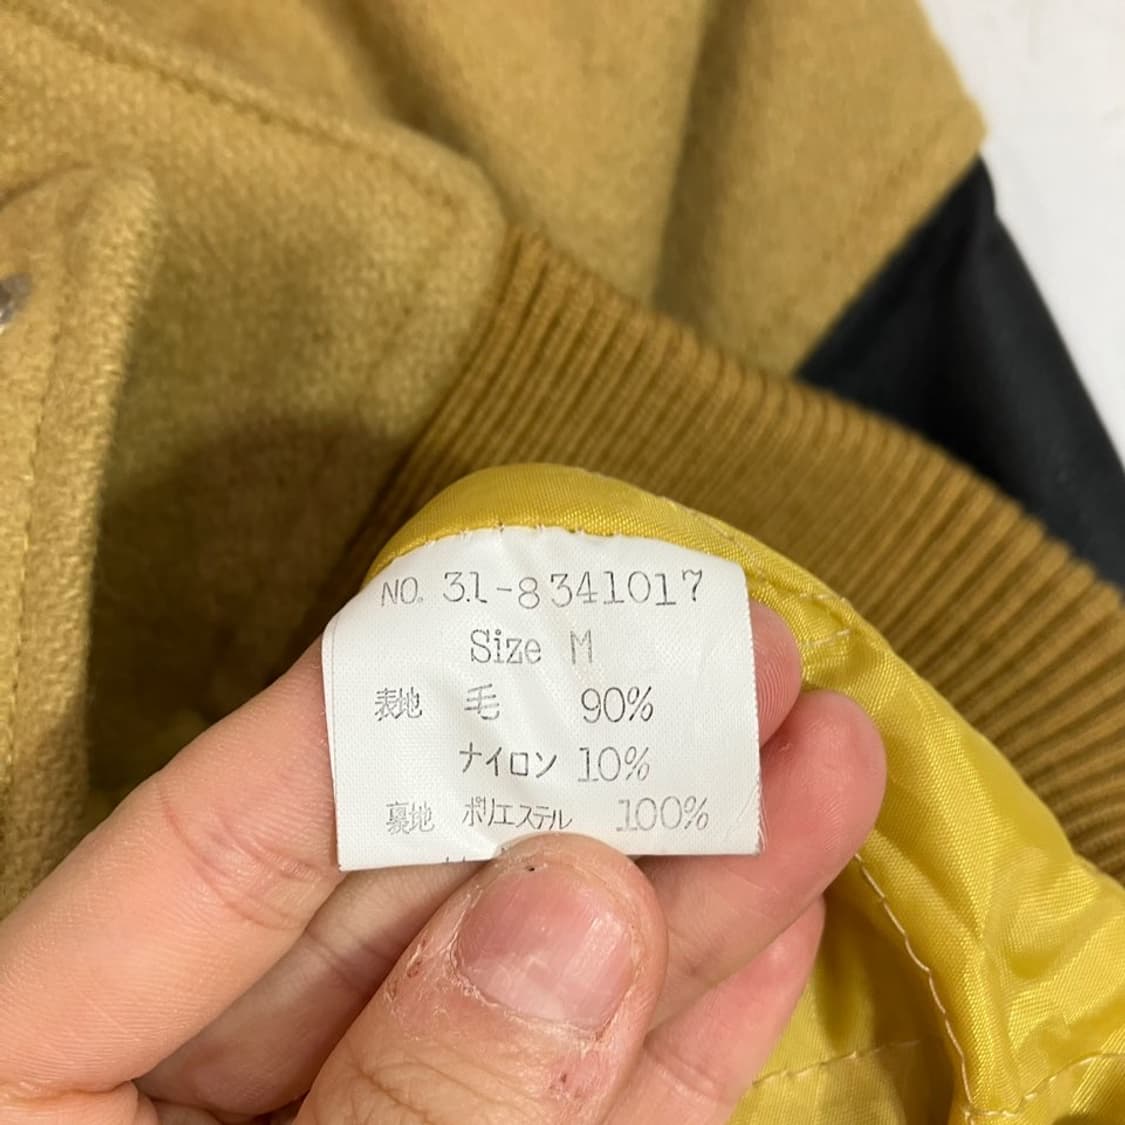 NO. 31-8341017
Size M
表地 毛 90%
ナイロン 10%
裏地 ポリエステル 100%